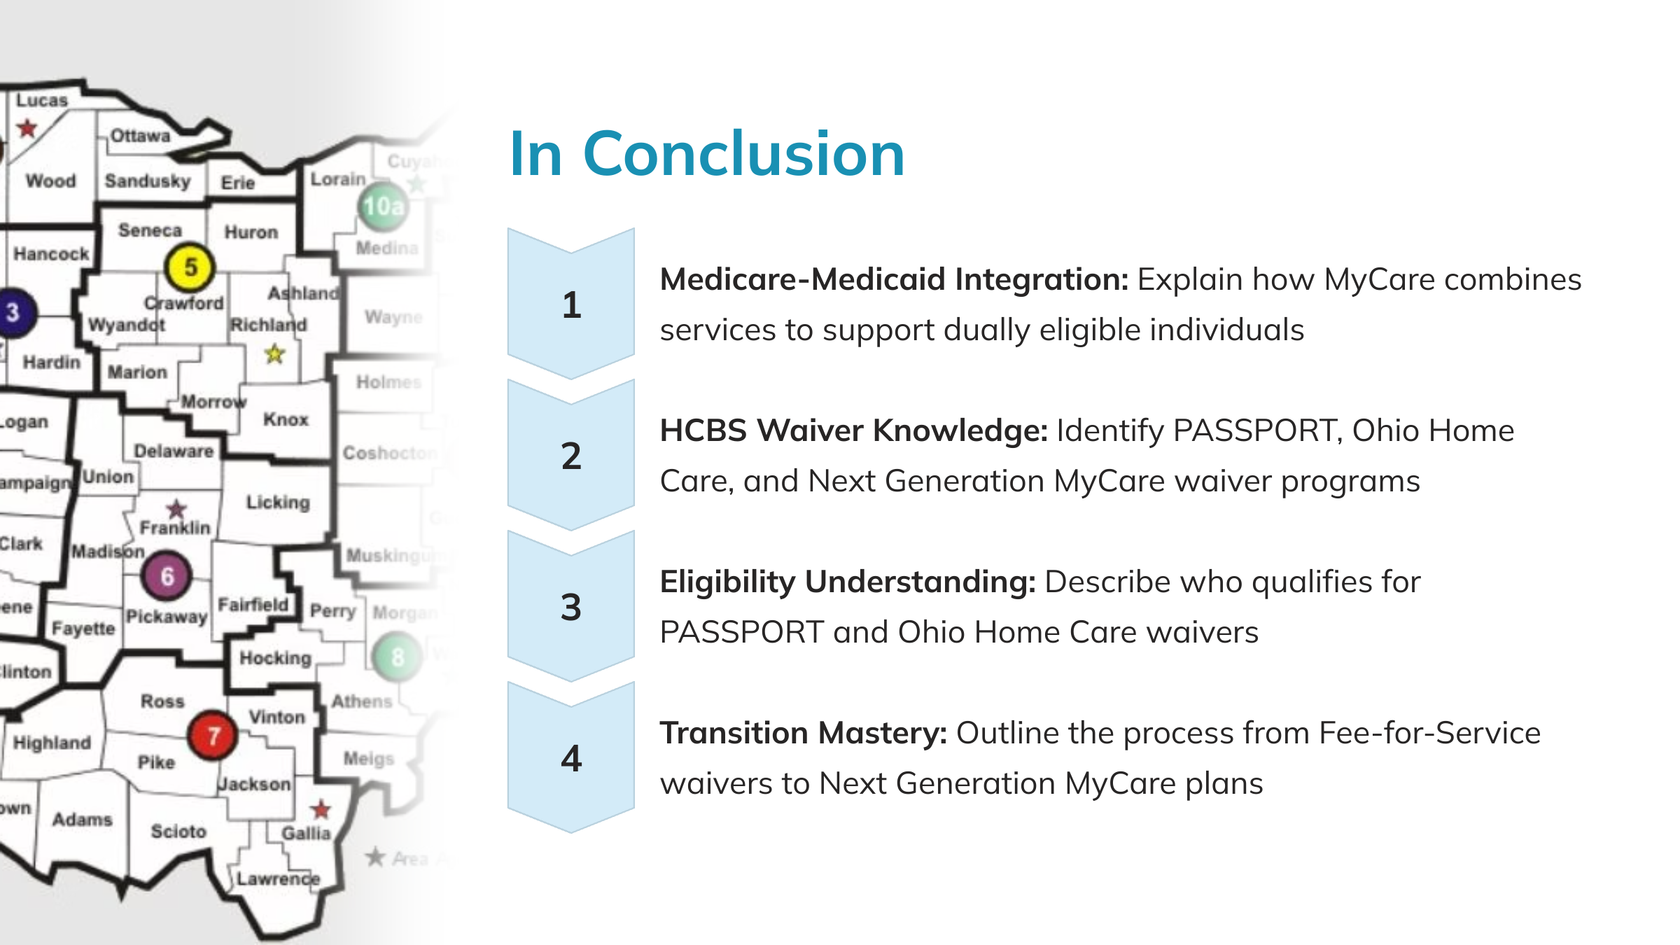 Lucas
Ottawa
Wood
Sandusky
Erie
Lorain
10a
Seneca
Huron
Medina
Hancock
5
3
Crawford
Ashland
Wyandot
Richland
Wayne
Hardin
Marion
Holmes
Morrow
Knox
Logan
Delaware
Coshocton
Union
Licking
Franklin
Clark
Madison
Muskingum
6
Pickaway
Fairfield
Perry
Morgan
Fayette
Hocking
8
Clinton
Ross
Vinton
Athens
7
Highland
Pike
Meigs
Jackson
Adams
Scioto
Gallia
Area
Lawrence
In Conclusion
1
Medicare-Medicaid Integration: Explain how MyCare combines
services to support dually eligible individuals
2
HCBS Waiver Knowledge: Identify PASSPORT, Ohio Home
Care, and Next Generation MyCare waiver programs
3
Eligibility Understanding: Describe who qualifies for
PASSPORT and Ohio Home Care waivers
4
Transition Mastery: Outline the process from Fee-for-Service
waivers to Next Generation MyCare plans